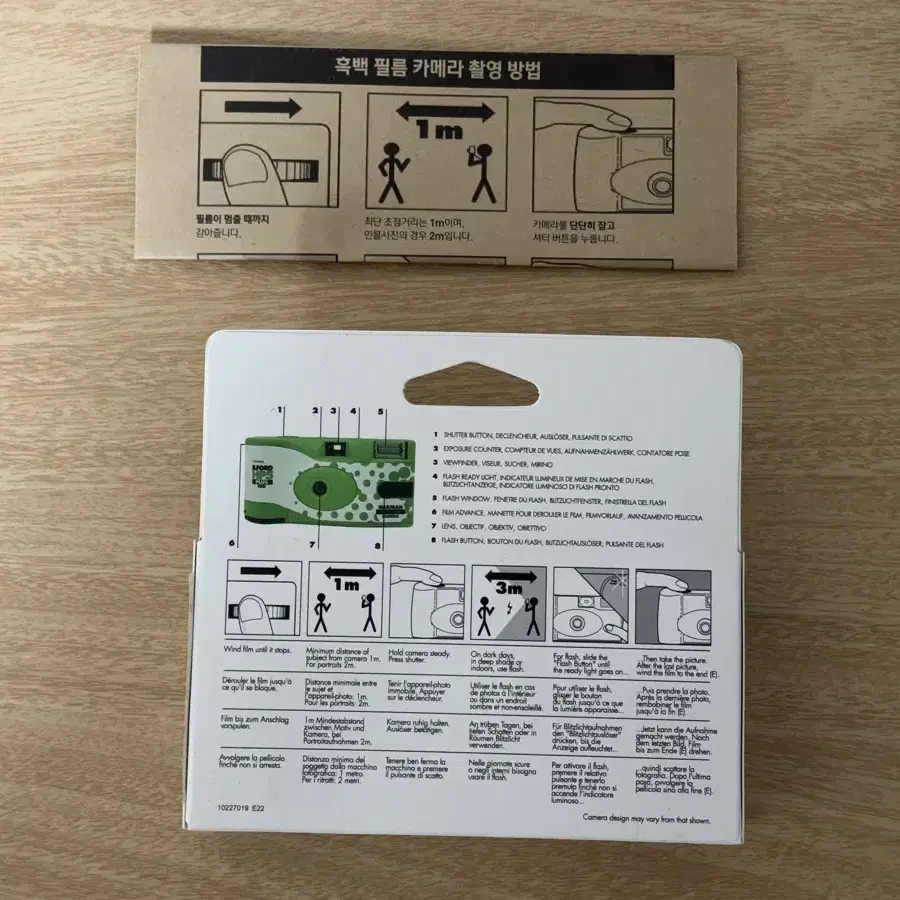 흑백 필름 카메라 촬영 방법
1m
필름이 멈출 때까지
감아줍니다.
최단 초점거리는 1m이며,
인물사진의 경우 2m입니다.
카메라를 단단히 잡고
셔터 버튼을 누릅니다.
1 2 3 4 5
ILFORD
HP5
PLUS
HARMAN
CAMERA
6 7 8
1 SHUTTER BUTTON, DECLENCHEUR, AUSLÖSER, PULSANTE DI SCATTO
2 EXPOSURE COUNTER, COMPTEUR DE VUES, AUFNAHMENZÄHLWERK, CONTATORE POSE
3 VIEWFINDER, VISEUR, SUCHER, MIRINO
4 FLASH READY LIGHT, INDICATEUR LUMINEUX DE MISE EN MARCHE DU FLASH,
BLITZLICHTANZEIGE, INDICATORE LUMINOSO DI FLASH PRONTO
5 FLASH WINDOW, FENETRE DU FLASH, BLITZLICHTFENSTER, FINISTRELLA DEL FLASH
6 FILM ADVANCE, MANETTE POUR DEROULER LE FILM, FILMVORLAUF, AVANZAMENTO PELLICOLA
7 LENS, OBJECTIF, OBJEKTIV, OBIETTIVO
8 FLASH BUTTON, BOUTON DU FLASH, BLITZLICHTAUSLÖSER, PULSANTE DEL FLASH
1m
3m
Wind film until it stops.
Minimum distance of
subject from camera 1m.
For portraits 2m.
Hold camera steady.
Press shutter.
On dark days,
in deep shade or
indoors, use flash.
For flash, slide the
"Flash Button" until
the ready light goes on...
...Then take the picture.
After the last picture,
wind the film to the end (E).
Dérouler le film jusqu'à
ce qu'il se bloque.
Distance minimale entre
le sujet et
l'appareil-photo: 1m.
Pour les portraits: 2m.
Tenir l'appareil-photo
immobile. Appuyer
sur le déclencheur.
Utiliser le flash en cas
de photos à l'intérieur
ou dans un endroit
sombre et non-ensoleillé.
Pour utiliser le flash,
glisser le bouton
du flash jusqu'à ce que
la lumière apparaisse...
...Puis prendre la photo.
Après la dernière photo,
rembobiner le film
jusqu'à la fin (E).
Film bis zum Anschlag
vorspulen.
1m Mindestabstand
zwischen Motiv und
Kamera, bei
Portraitaufnahmen 2m.
Kamera ruhig halten.
Auslöser betätigen.
An trüben Tagen, bei
tiefen Schatten oder in
Räumen Blitzlicht
verwenden.
Für Blitzlichtaufnahmen
den "Blitzlichtauslöser"
drücken, bis die
Anzeige aufleuchtet...
...Jetzt kann die Aufnahme
gemacht werden. Nach
dem letzten Bild, Film
bis zum Ende (E) drehen.
Avvolgere la pellicola
finché non si arresta.
Distanza minima del
soggetto dalla macchina
fotografica: 1 metro.
Per i ritratti: 2 metri.
Tenere ben ferma la
macchina e premere
il pulsante di scatto.
Nelle giornate scure
o negli interni bisogna
usare il flash.
Per attivare il flash,
premere il relativo
pulsante e tenerlo
premuto finché non si
accende l'indicatore
luminoso...
...quindi scattare la
fotografia. Dopo l'ultima
posa, avvolgere la
pellicola sino alla fine (E).
10227019 E22
Camera design may vary from that shown.